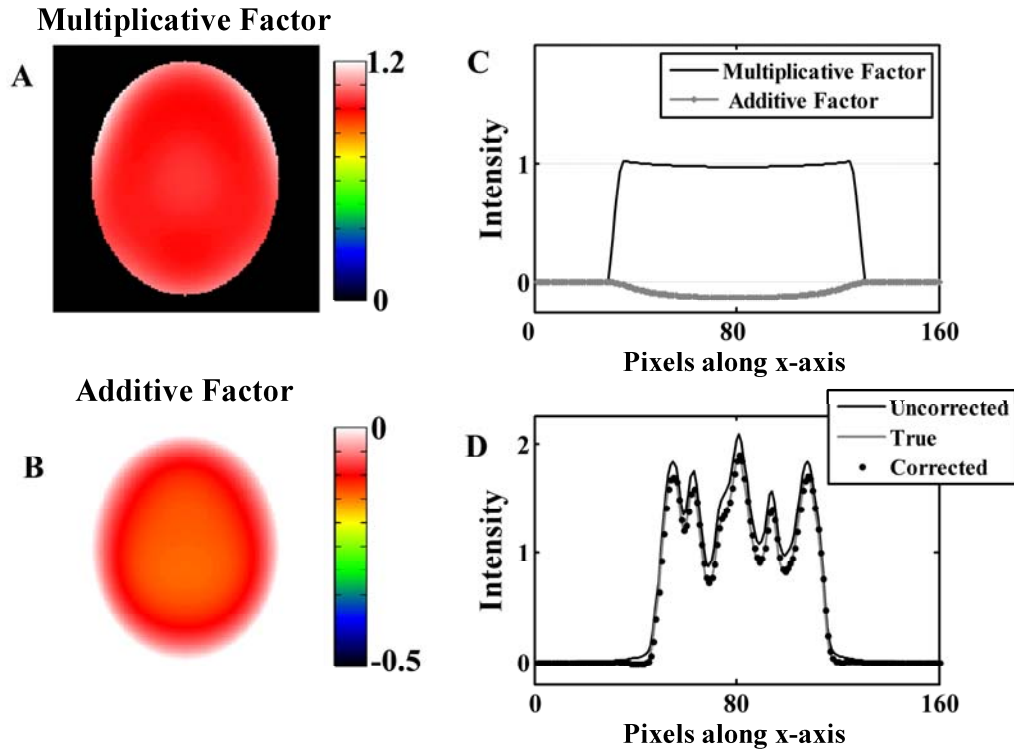 Multiplicative Factor
A
1.2
0
C
Multiplicative Factor
Additive Factor
Intensity
1
0
0
80
160
Pixels along x-axis
Additive Factor
B
0
-0.5
D
Uncorrected
True
Corrected
Intensity
2
1
0
0
80
160
Pixels along x-axis